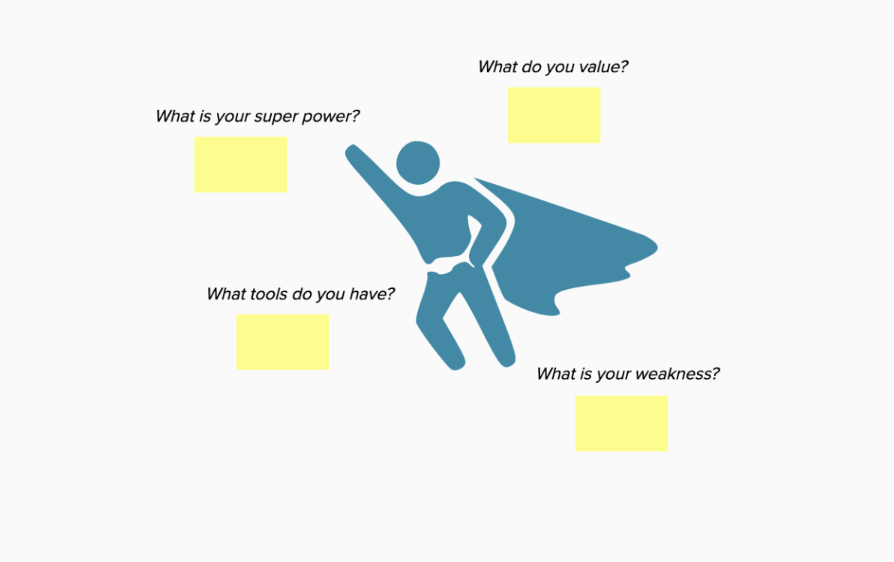 What do you value?
What is your super power?
What tools do you have?
What is your weakness?